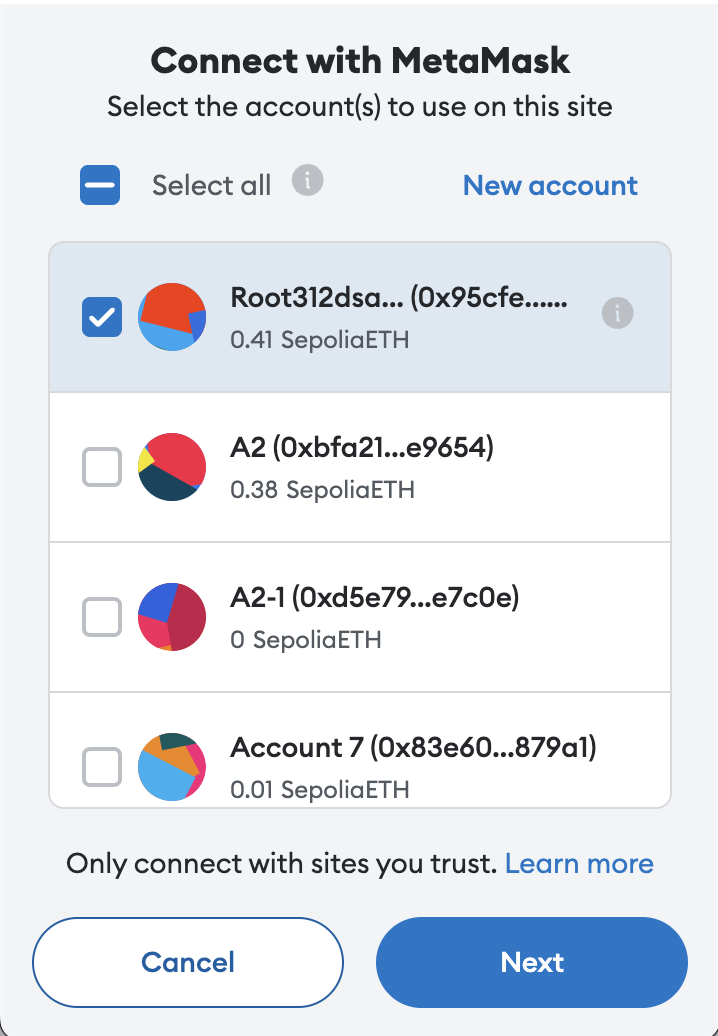 Connect with MetaMask
Select the account(s) to use on this site
Select all i New account
Root312dsa... (0x95cfe...... i
0.41 SepoliaETH
A2 (0xbfa21...e9654)
0.38 SepoliaETH
A2-1 (0xd5e79...e7c0e)
0 SepoliaETH
Account 7 (0x83e60...879a1)
0.01 SepoliaETH
Only connect with sites you trust. Learn more
Cancel Next